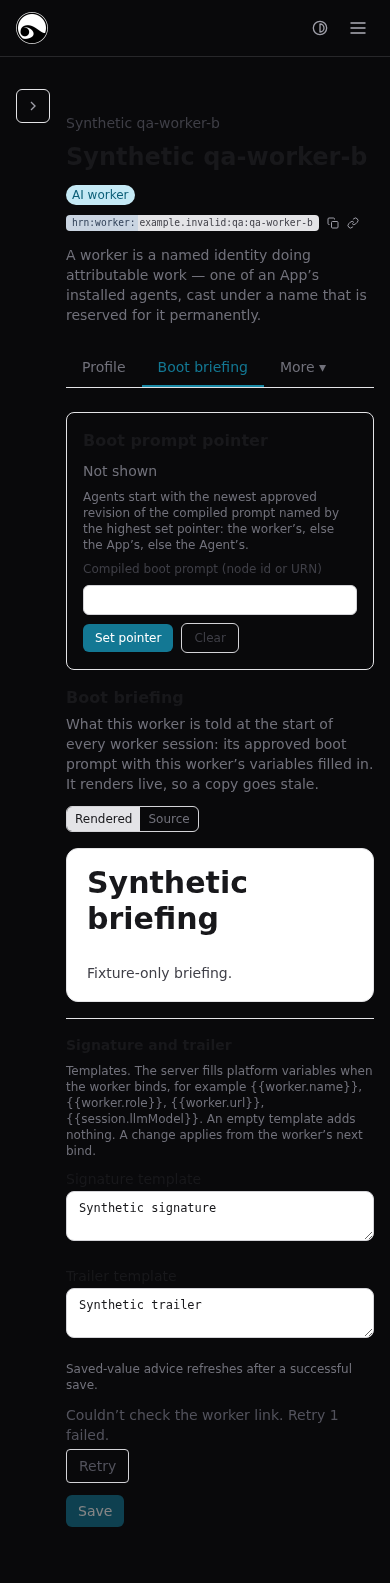 Synthetic qa-worker-b
Synthetic qa-worker-b
AI worker
hrn:worker: example.invalid:qa:qa-worker-b
A worker is a named identity doing
attributable work — one of an App’s
installed agents, cast under a name that is
reserved for it permanently.
Profile Boot briefing More ▾
Boot prompt pointer
Not shown
Agents start with the newest approved
revision of the compiled prompt named by
the highest set pointer: the worker’s, else
the App’s, else the Agent’s.
Compiled boot prompt (node id or URN)
Set pointer Clear
Boot briefing
What this worker is told at the start of
every worker session: its approved boot
prompt with this worker’s variables filled in.
It renders live, so a copy goes stale.
Rendered Source
Synthetic
briefing
Fixture-only briefing.
Signature and trailer
Templates. The server fills platform variables when
the worker binds, for example {{worker.name}},
{{worker.role}}, {{worker.url}},
{{session.llmModel}}. An empty template adds
nothing. A change applies from the worker’s next
bind.
Signature template
Synthetic signature
Trailer template
Synthetic trailer
Saved-value advice refreshes after a successful
save.
Couldn’t check the worker link. Retry 1
failed.
Retry
Save